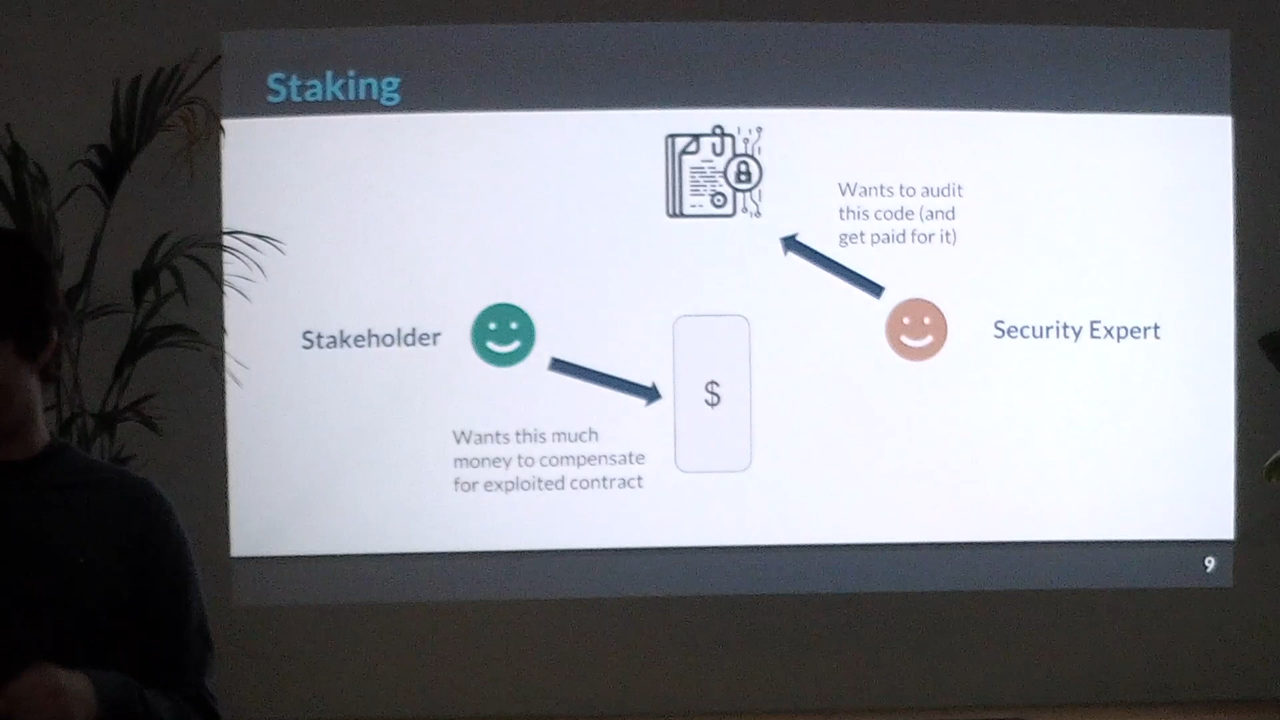 Staking
Wants to audit
this code (and
get paid for it)
Stakeholder
Security Expert
$
Wants this much
money to compensate
for exploited contract
9